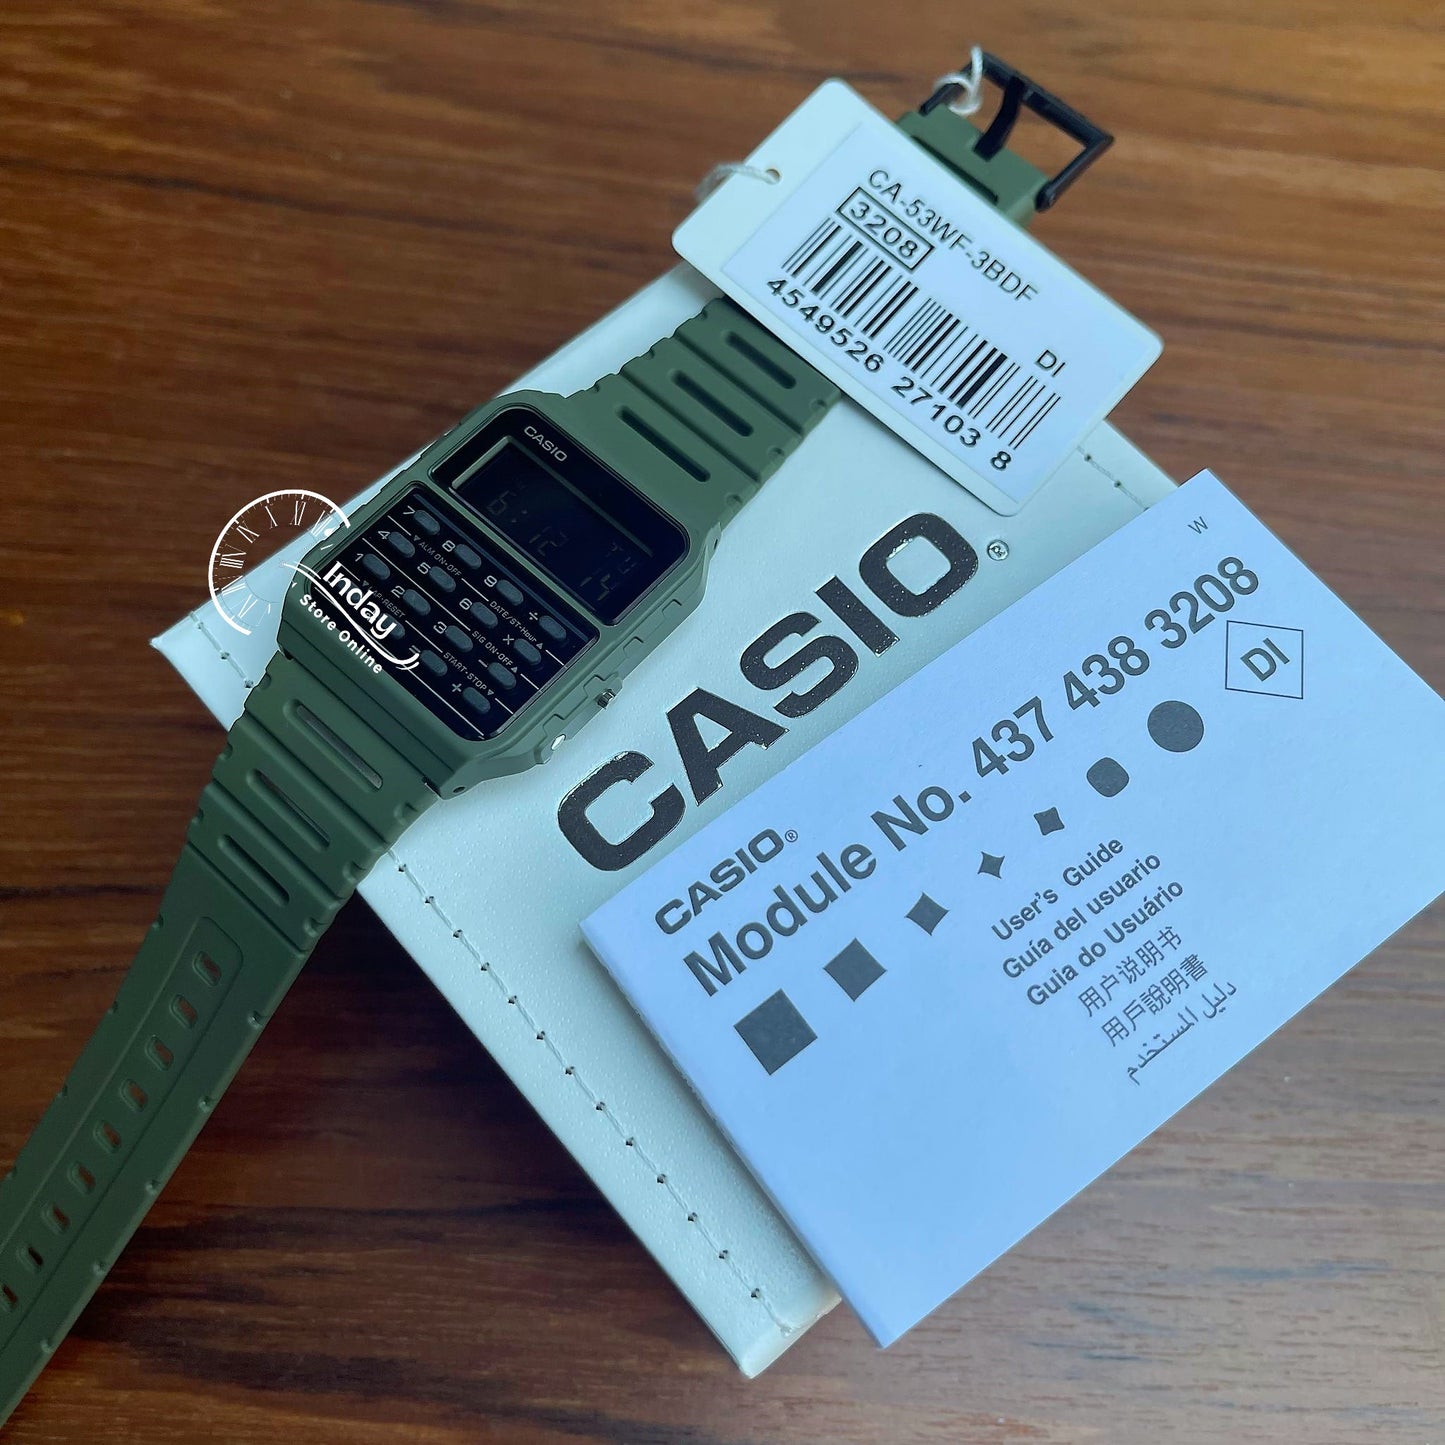 CA-53WF-3BDF
3208
DI
4549526 27103 8
CASIO
6:12
7
8
9
÷
4
5
6
×
1
2
3
−
+
ALM ON·OFF
DATE/ST-Hour
LAP·RESET
SIG ON·OFF
START·STOP
Inday
Store Online
CASIO®
W
Module No. 437 438 3208
DI
CASIO®
User's Guide
Guía del usuario
Guia do Usuário
用户说明书
用戶說明書
دليل المستخدم